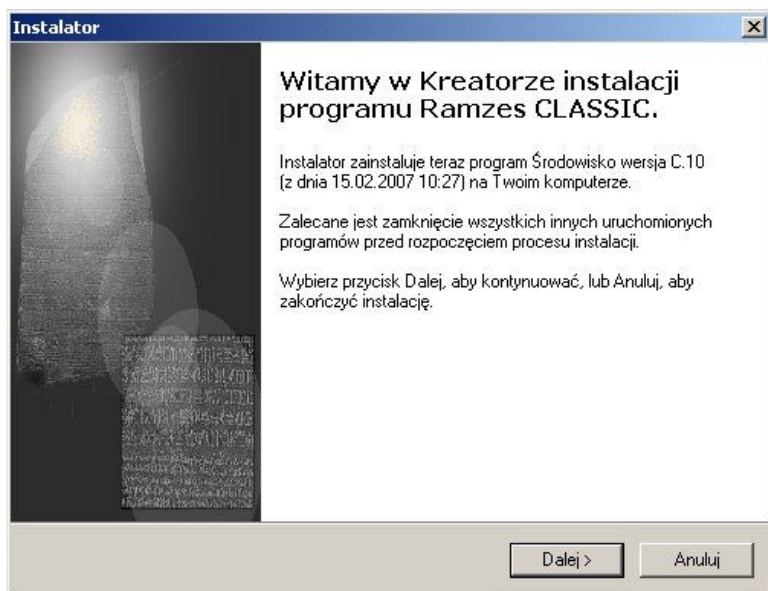 Instalator
Witamy w Kreatorze instalacji
programu Ramzes CLASSIC.
Instalator zainstaluje teraz program Środowisko wersja C.10
(z dnia 15.02.2007 10:27) na Twoim komputerze.
Zalecane jest zamknięcie wszystkich innych uruchomionych
programów przed rozpoczęciem procesu instalacji.
Wybierz przycisk Dalej, aby kontynuować, lub Anuluj, aby
zakończyć instalację.
Dalej >
Anuluj